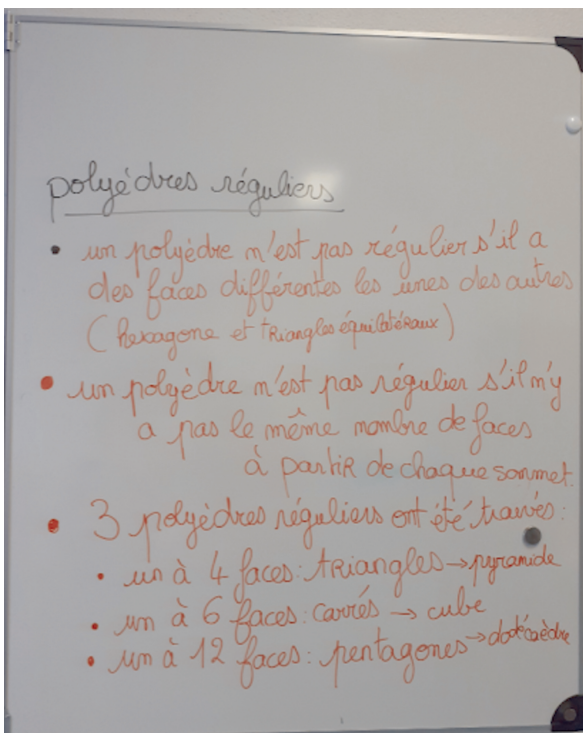 polyédres réguliers
• un polyèdre n'est pas régulier s'il a
des faces différentes les unes des autres
(hexagone et triangles équilatéraux)
• un polyèdre n'est pas régulier s'il n'y
a pas le même nombre de faces
à partir de chaque sommet.
• 3 polyèdres réguliers ont été trouvés:
• un à 4 faces: triangles → pyramide
• un à 6 faces: carrés → cube
• un à 12 faces: pentagones → dodécaèdre